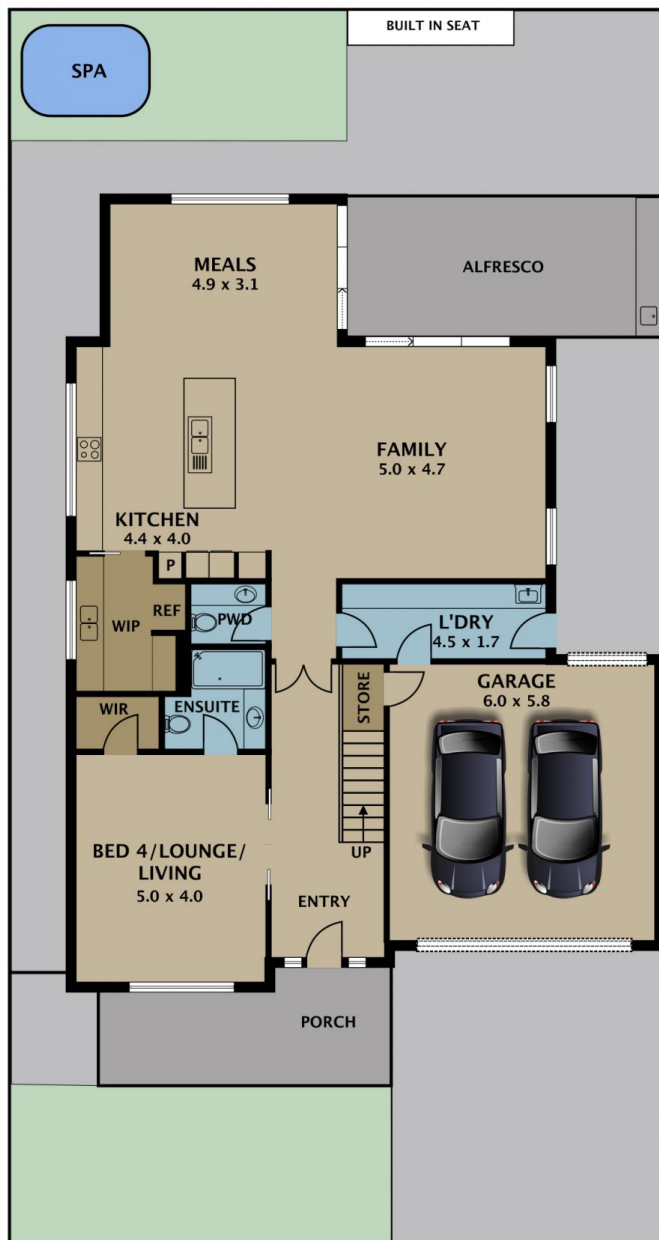 BUILT IN SEAT
SPA
MEALS
4.9 x 3.1
ALFRESCO
FAMILY
5.0 x 4.7
KITCHEN
4.4 x 4.0
P
REF
WIP
PWD
L'DRY
4.5 x 1.7
GARAGE
6.0 x 5.8
STORE
WIR
ENSUITE
BED 4/LOUNGE/
LIVING
5.0 x 4.0
UP
ENTRY
PORCH